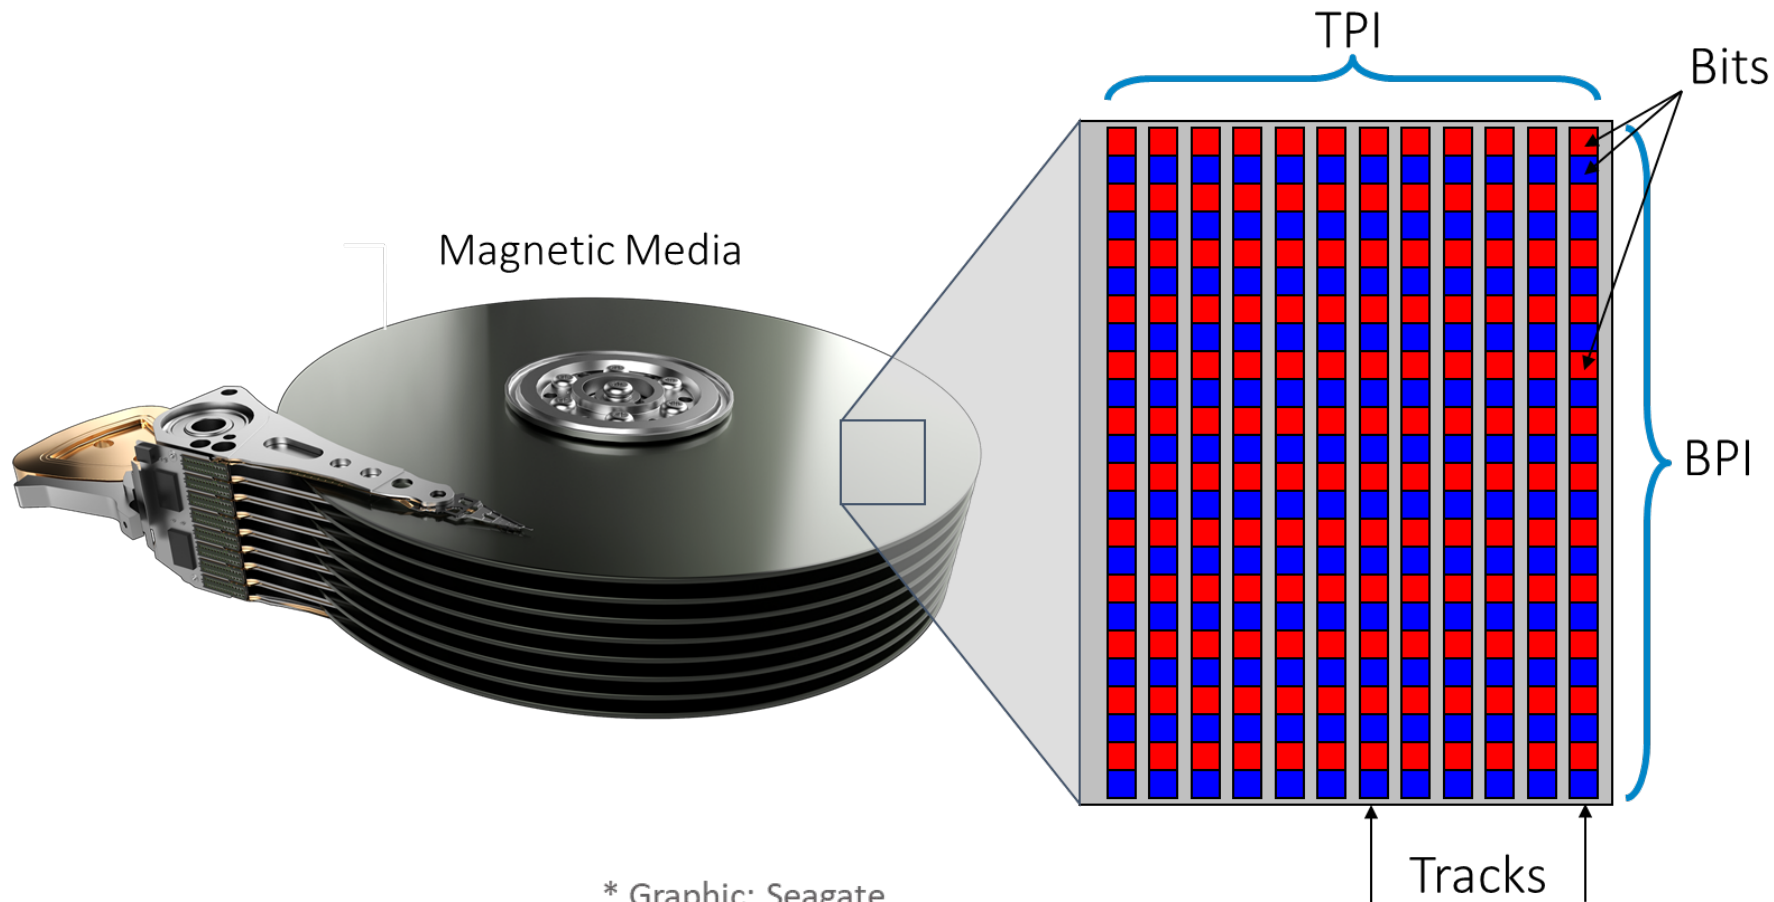 TPI
Bits
Magnetic Media
BPI
Tracks
* Graphic: Seagate